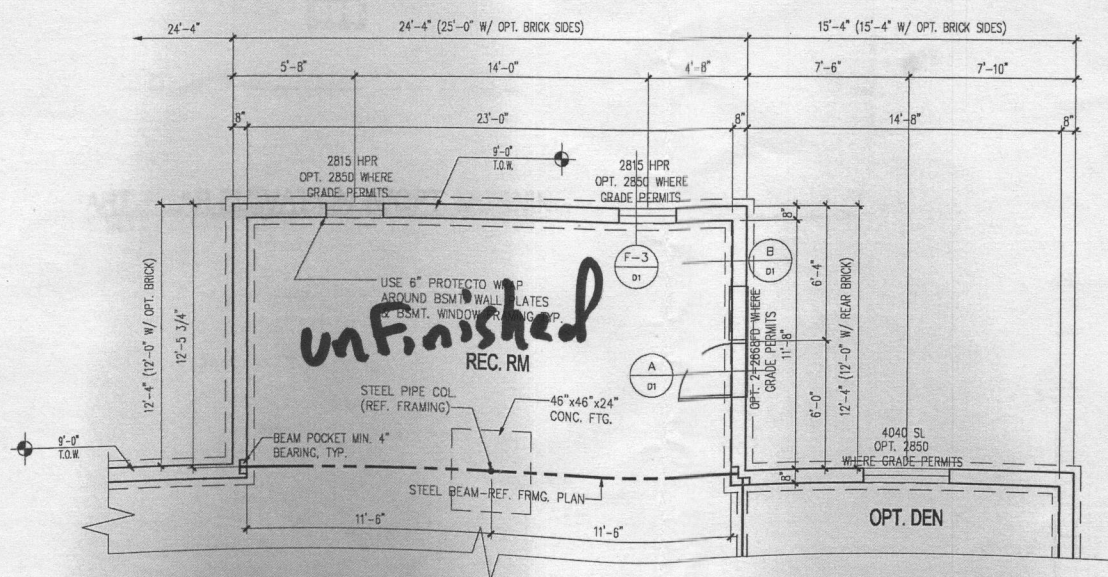 24'-4"
24'-4" (25'-0" W/ OPT. BRICK SIDES)
15'-4" (15'-4" W/ OPT. BRICK SIDES)
5'-8"
14'-0"
4'-8"
7'-6"
7'-10"
8"
23'-0"
8"
14'-8"
8"
2815 HPR
OPT. 2850 WHERE
GRADE PERMITS
9'-0"
T.O.W.
2815 HPR
OPT. 2850 WHERE
GRADE PERMITS
12'-4" (12'-0" W/ OPT. BRICK)
12'-5 3/4"
USE 6" PROTECTO WRAP
AROUND BSMT. WALL PLATES
& BSMT. WINDOW FRAMING TYP.
unfinished
REC. RM
F-3
D1
B
D1
A
D1
8"
6'-4"
11'-8"
6'-0"
12'-4" (12'-0" W/ REAR BRICK)
OPT. 2-2868 D WHERE
GRADE PERMITS
STEEL PIPE COL.
(REF. FRAMING)
46"x46"x24"
CONC. FTG.
9'-0"
T.O.W.
BEAM POCKET MIN. 4"
BEARING, TYP.
STEEL BEAM-REF. FRMG. PLAN
4040 SL
OPT. 2850
WHERE GRADE PERMITS
8"
11'-6"
11'-6"
OPT. DEN